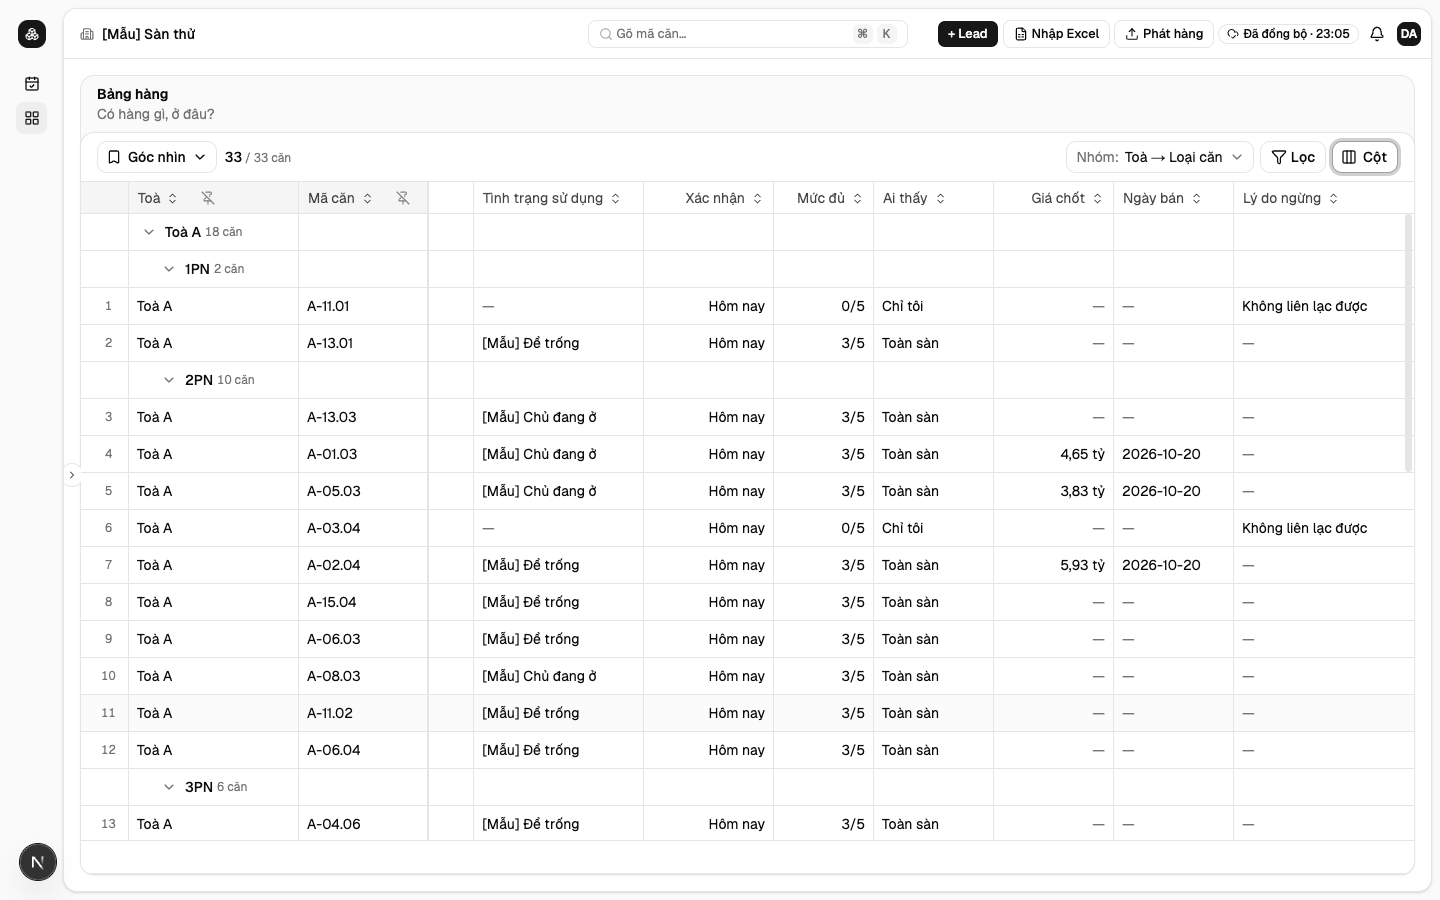 [Mẫu] Sàn thử
Gõ mã căn...
⌘ K
+ Lead
Nhập Excel
Phát hàng
Đã đồng bộ · 23:05
DA
Bảng hàng
Có hàng gì, ở đâu?
Góc nhìn
33 / 33 căn
Nhóm: Toà → Loại căn
Lọc
Cột
Toà Mã căn Tình trạng sử dụng Xác nhận Mức đủ Ai thấy Giá chốt Ngày bán Lý do ngừng
Toà A 18 căn
1PN 2 căn
1 Toà A A-11.01 — Hôm nay 0/5 Chỉ tôi — — Không liên lạc được
2 Toà A A-13.01 [Mẫu] Để trống Hôm nay 3/5 Toàn sàn — — —
2PN 10 căn
3 Toà A A-13.03 [Mẫu] Chủ đang ở Hôm nay 3/5 Toàn sàn — — —
4 Toà A A-01.03 [Mẫu] Chủ đang ở Hôm nay 3/5 Toàn sàn 4,65 tỷ 2026-10-20 —
5 Toà A A-05.03 [Mẫu] Chủ đang ở Hôm nay 3/5 Toàn sàn 3,83 tỷ 2026-10-20 —
6 Toà A A-03.04 — Hôm nay 0/5 Chỉ tôi — — Không liên lạc được
7 Toà A A-02.04 [Mẫu] Để trống Hôm nay 3/5 Toàn sàn 5,93 tỷ 2026-10-20 —
8 Toà A A-15.04 [Mẫu] Để trống Hôm nay 3/5 Toàn sàn — — —
9 Toà A A-06.03 [Mẫu] Để trống Hôm nay 3/5 Toàn sàn — — —
10 Toà A A-08.03 [Mẫu] Chủ đang ở Hôm nay 3/5 Toàn sàn — — —
11 Toà A A-11.02 [Mẫu] Để trống Hôm nay 3/5 Toàn sàn — — —
12 Toà A A-06.04 [Mẫu] Để trống Hôm nay 3/5 Toàn sàn — — —
3PN 6 căn
13 Toà A A-04.06 [Mẫu] Để trống Hôm nay 3/5 Toàn sàn — — —
N